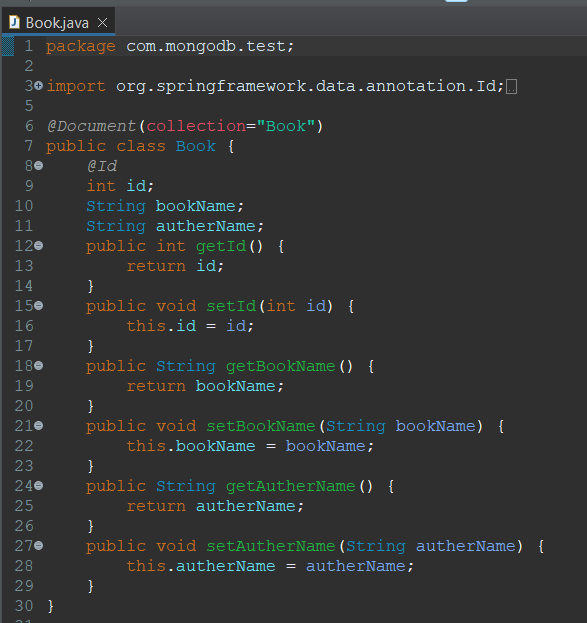 Book.java
1 package com.mongodb.test;
2
3 import org.springframework.data.annotation.Id;
5
6 @Document(collection="Book")
7 public class Book {
8     @Id
9     int id;
10     String bookName;
11     String autherName;
12     public int getId() {
13         return id;
14     }
15     public void setId(int id) {
16         this.id = id;
17     }
18     public String getBookName() {
19         return bookName;
20     }
21     public void setBookName(String bookName) {
22         this.bookName = bookName;
23     }
24     public String getAutherName() {
25         return autherName;
26     }
27     public void setAutherName(String autherName) {
28         this.autherName = autherName;
29     }
30 }